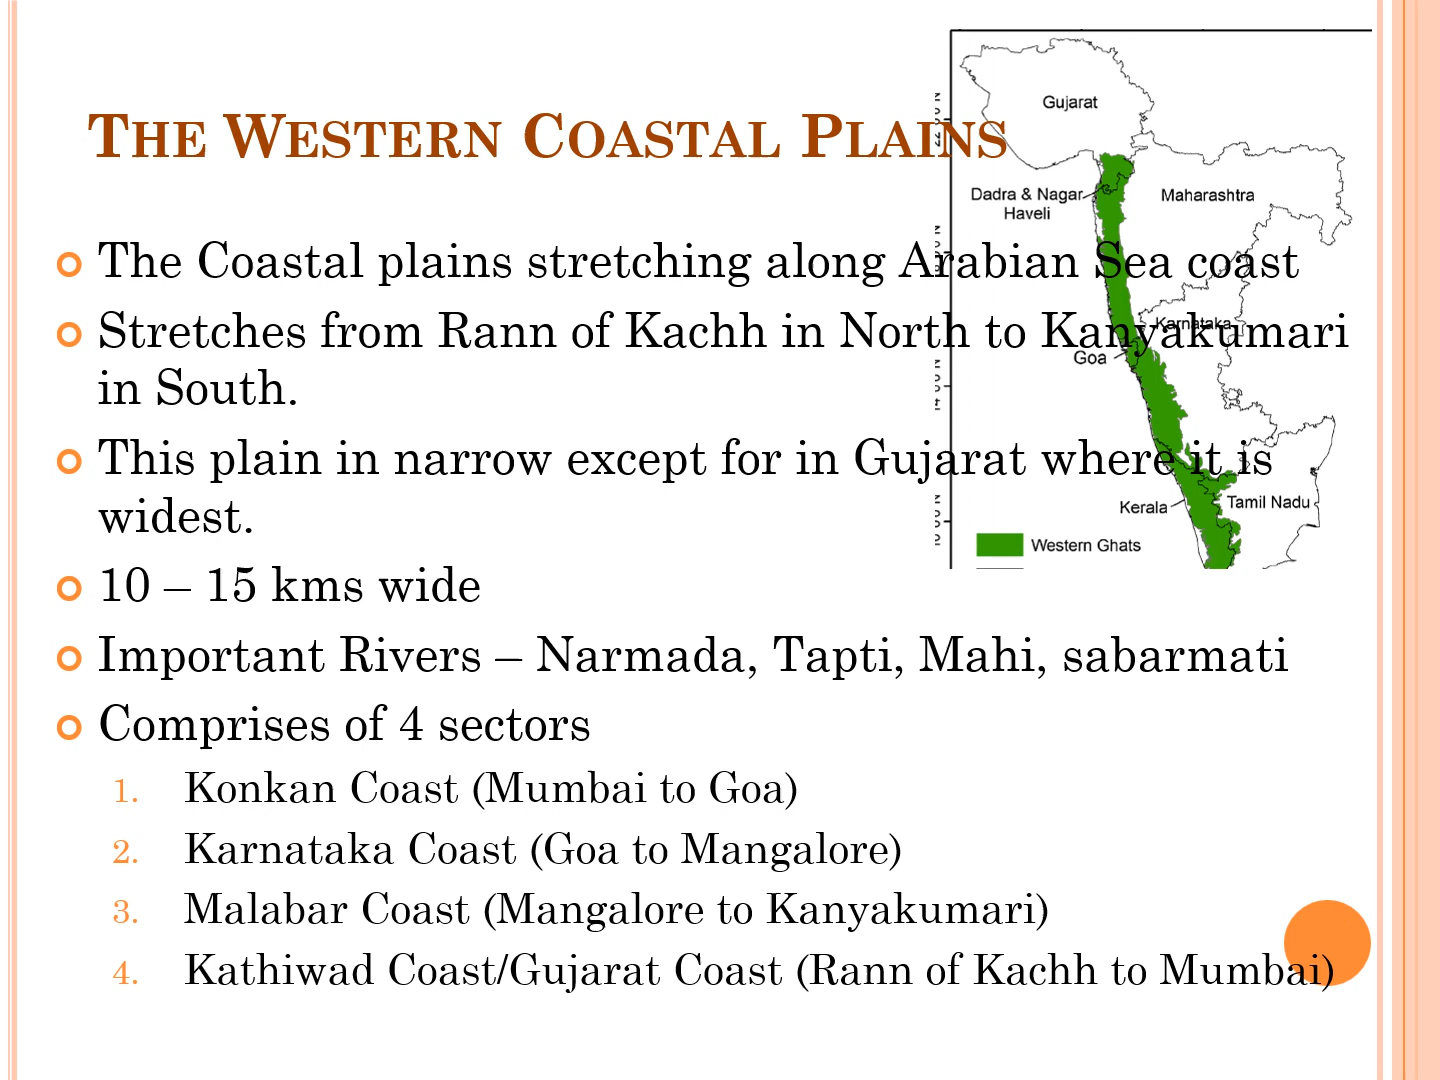 THE WESTERN COASTAL PLAINS
The Coastal plains stretching along Arabian Sea coast
Stretches from Rann of Kachh in North to Kanyakumari
in South.
This plain in narrow except for in Gujarat where it is
widest.
10 – 15 kms wide
Important Rivers – Narmada, Tapti, Mahi, sabarmati
Comprises of 4 sectors
1. Konkan Coast (Mumbai to Goa)
2. Karnataka Coast (Goa to Mangalore)
3. Malabar Coast (Mangalore to Kanyakumari)
4. Kathiwad Coast/Gujarat Coast (Rann of Kachh to Mumbai)
Gujarat
Dadra & Nagar
Haveli
Maharashtra
Karnataka
Goa
Kerala
Tamil Nadu
Western Ghats